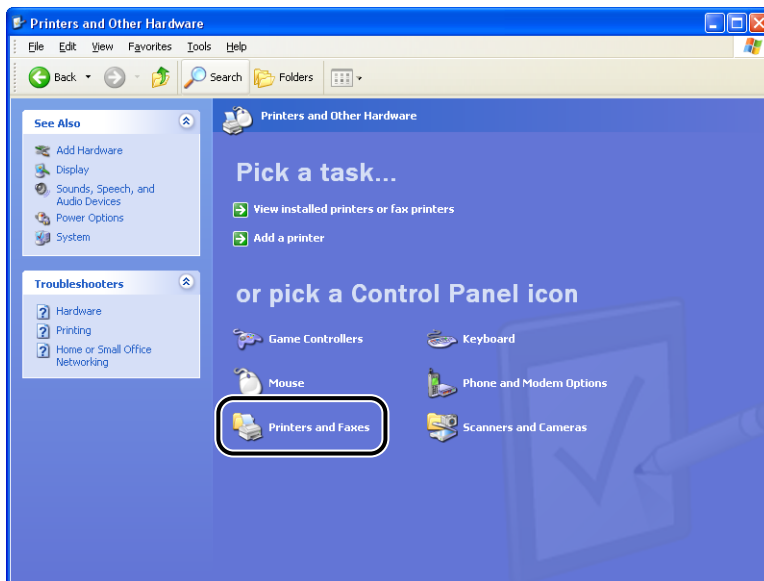 Printers and Other Hardware
File Edit View Favorites Tools Help
Back Search Folders
See Also
Add Hardware
Display
Sounds, Speech, and
Audio Devices
Power Options
System
Troubleshooters
Hardware
Printing
Home or Small Office
Networking
Printers and Other Hardware
Pick a task...
View installed printers or fax printers
Add a printer
or pick a Control Panel icon
Game Controllers Keyboard
Mouse Phone and Modem Options
Printers and Faxes Scanners and Cameras